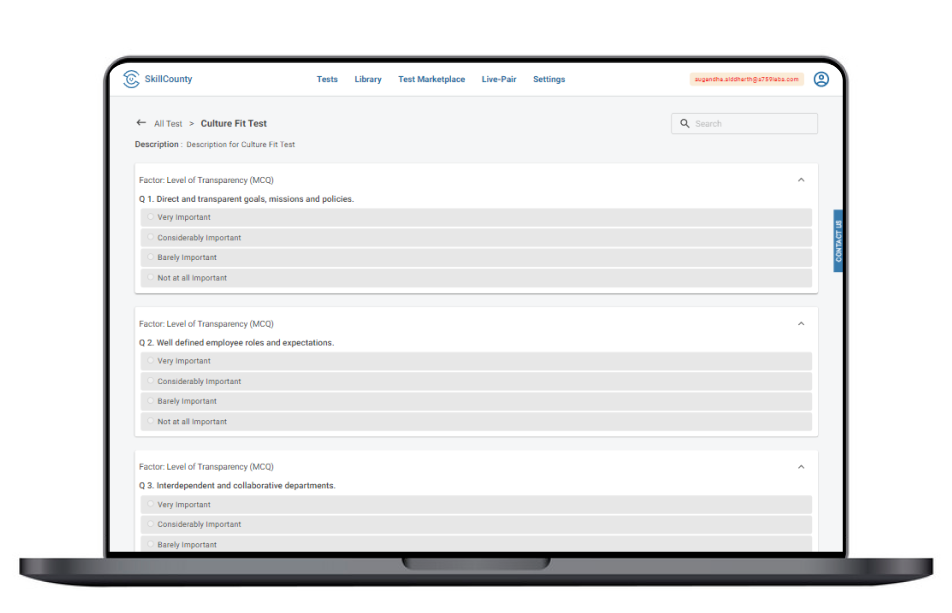 SkillCounty
Tests Library Test Marketplace Live-Pair Settings
sugandha.siddharth@s759labs.com
All Test > Culture Fit Test
Search
Description : Description for Culture Fit Test
Factor: Level of Transparency (MCQ)
Q 1. Direct and transparent goals, missions and policies.
Very Important
Considerably Important
Barely Important
Not at all Important
CONTACT US
Factor: Level of Transparency (MCQ)
Q 2. Well defined employee roles and expectations.
Very Important
Considerably Important
Barely Important
Not at all Important
Factor: Level of Transparency (MCQ)
Q 3. Interdependent and collaborative departments.
Very Important
Considerably Important
Barely Important